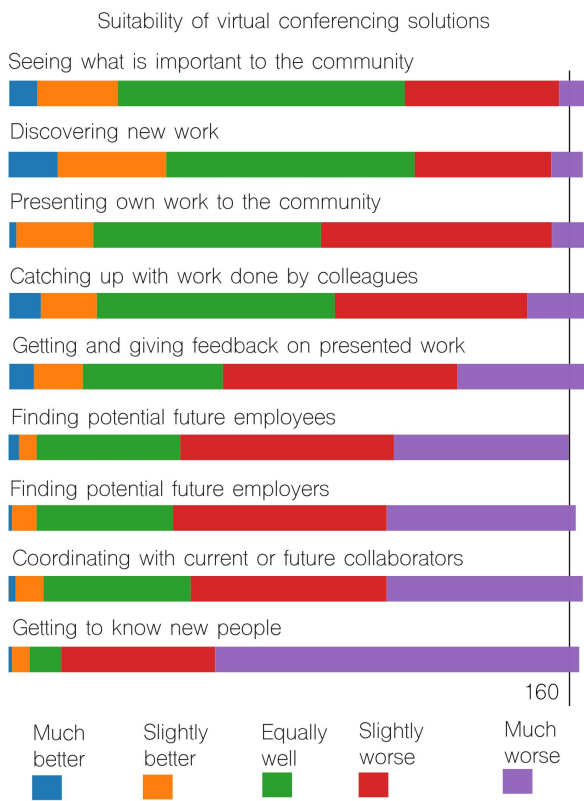 Suitability of virtual conferencing solutions
Seeing what is important to the community
Discovering new work
Presenting own work to the community
Catching up with work done by colleagues
Getting and giving feedback on presented work
Finding potential future employees
Finding potential future employers
Coordinating with current or future collaborators
Getting to know new people
160
Much better
Slightly better
Equally well
Slightly worse
Much worse